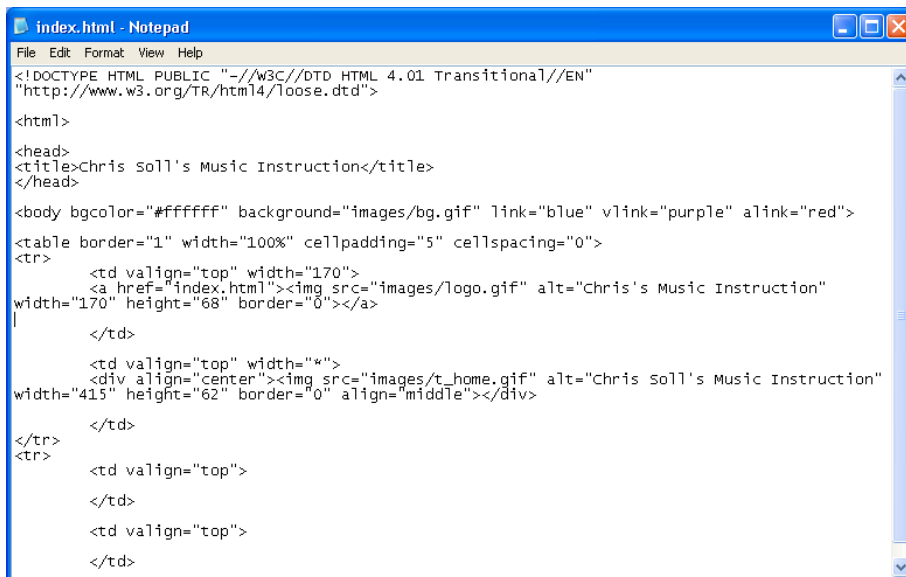 index.html - Notepad
File Edit Format View Help
<!DOCTYPE HTML PUBLIC "-//W3C//DTD HTML 4.01 Transitional//EN"
"http://www.w3.org/TR/html4/loose.dtd">
<html>
<head>
<title>Chris Soll's Music Instruction</title>
</head>
<body bgcolor="#ffffff" background="images/bg.gif" link="blue" vlink="purple" alink="red">
<table border="1" width="100%" cellpadding="5" cellspacing="0">
<tr>
<td valign="top" width="170">
<a href="index.html"><img src="images/logo.gif" alt="Chris's Music Instruction"
width="170" height="68" border="0"></a>
</td>
<td valign="top" width="*">
<div align="center"><img src="images/t_home.gif" alt="Chris Soll's Music Instruction"
width="415" height="62" border="0" align="middle"></div>
</td>
</tr>
<tr>
<td valign="top">
</td>
<td valign="top">
</td>